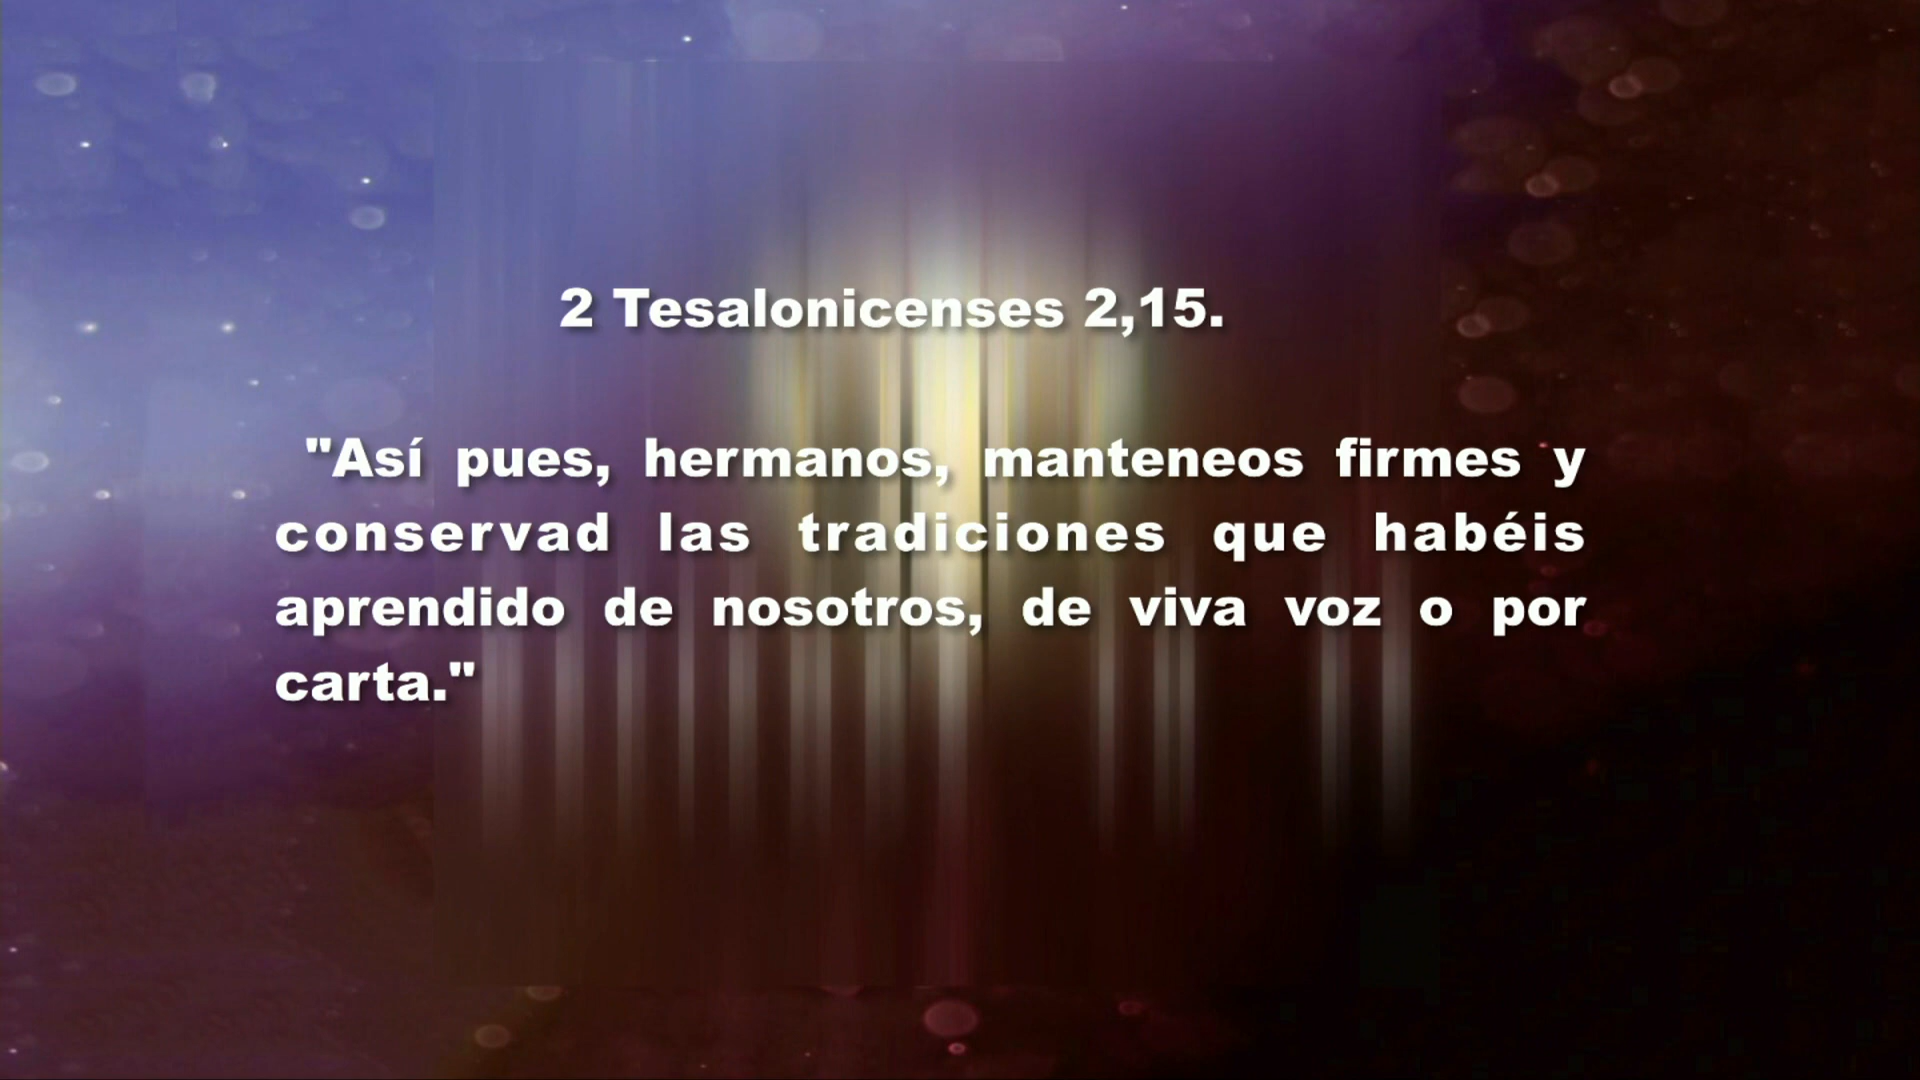 2 Tesalonicenses 2,15.
"Así pues, hermanos, manteneos firmes y
conservad las tradiciones que habéis
aprendido de nosotros, de viva voz o por
carta."